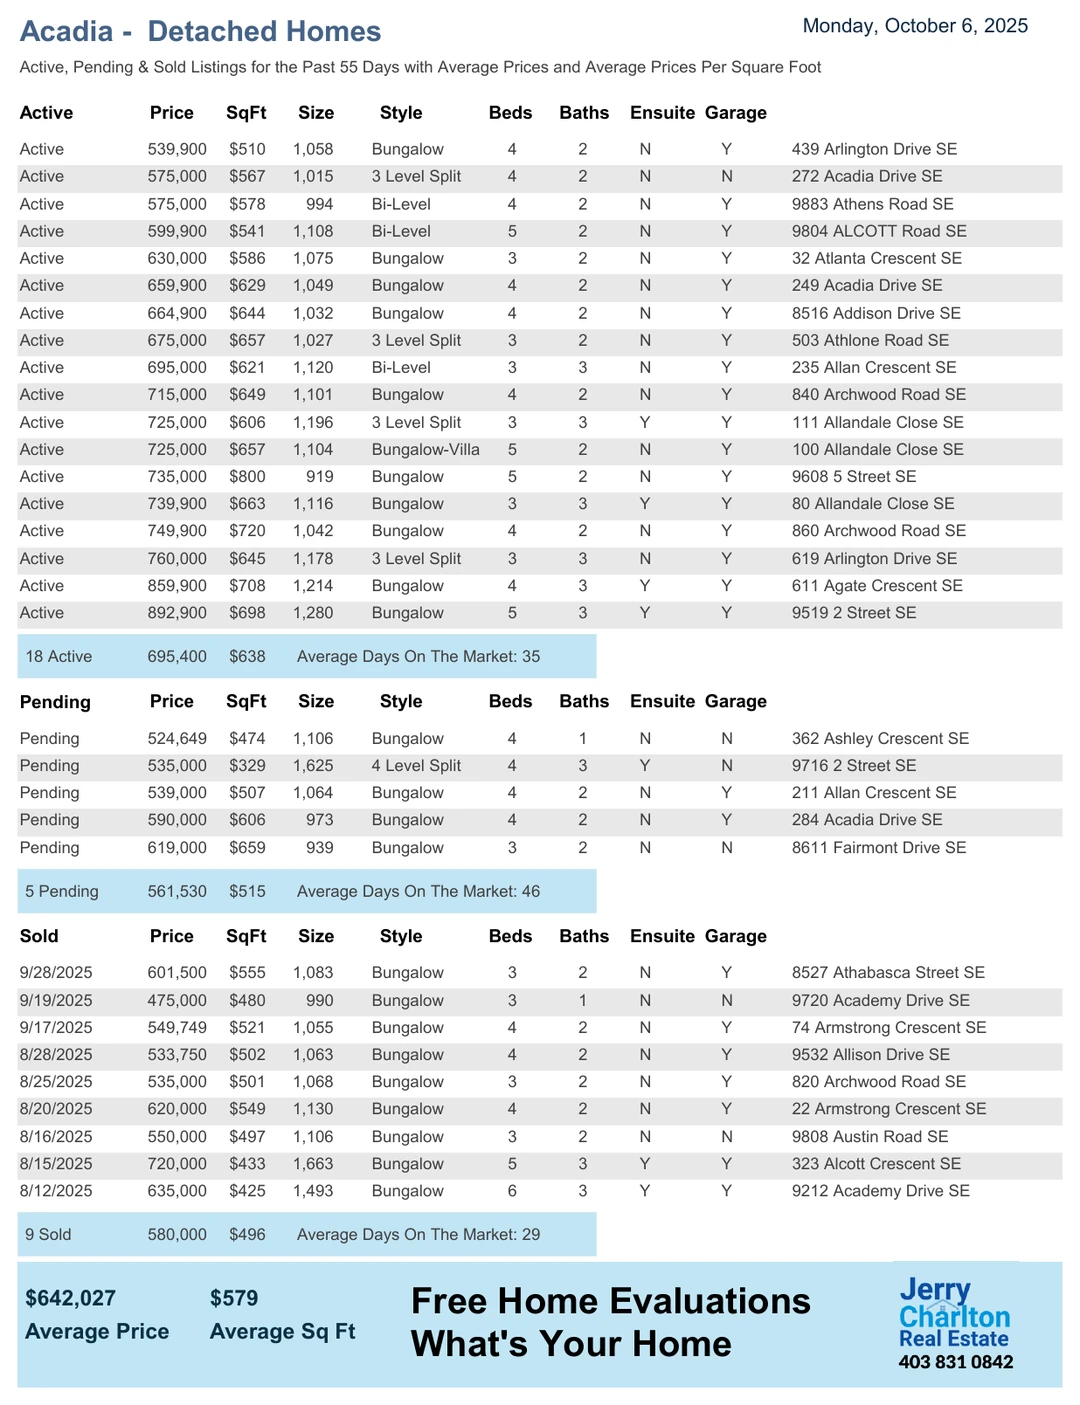 Acadia - Detached Homes
Monday, October 6, 2025
Active, Pending & Sold Listings for the Past 55 Days with Average Prices and Average Prices Per Square Foot
Active Price SqFt Size Style Beds Baths Ensuite Garage
Active 539,900 $510 1,058 Bungalow 4 2 N Y 439 Arlington Drive SE
Active 575,000 $567 1,015 3 Level Split 4 2 N N 272 Acadia Drive SE
Active 575,000 $578 994 Bi-Level 4 2 N Y 9883 Athens Road SE
Active 599,900 $541 1,108 Bi-Level 5 2 N Y 9804 ALCOTT Road SE
Active 630,000 $586 1,075 Bungalow 3 2 N Y 32 Atlanta Crescent SE
Active 659,900 $629 1,049 Bungalow 4 2 N Y 249 Acadia Drive SE
Active 664,900 $644 1,032 Bungalow 4 2 N Y 8516 Addison Drive SE
Active 675,000 $657 1,027 3 Level Split 3 2 N Y 503 Athlone Road SE
Active 695,000 $621 1,120 Bi-Level 3 3 N Y 235 Allan Crescent SE
Active 715,000 $649 1,101 Bungalow 4 2 N Y 840 Archwood Road SE
Active 725,000 $606 1,196 3 Level Split 3 3 Y Y 111 Allandale Close SE
Active 725,000 $657 1,104 Bungalow-Villa 5 2 N Y 100 Allandale Close SE
Active 735,000 $800 919 Bungalow 5 2 N Y 9608 5 Street SE
Active 739,900 $663 1,116 Bungalow 3 3 Y Y 80 Allandale Close SE
Active 749,900 $720 1,042 Bungalow 4 2 N Y 860 Archwood Road SE
Active 760,000 $645 1,178 3 Level Split 3 3 N Y 619 Arlington Drive SE
Active 859,900 $708 1,214 Bungalow 4 3 Y Y 611 Agate Crescent SE
Active 892,900 $698 1,280 Bungalow 5 3 Y Y 9519 2 Street SE
18 Active 695,400 $638 Average Days On The Market: 35
Pending Price SqFt Size Style Beds Baths Ensuite Garage
Pending 524,649 $474 1,106 Bungalow 4 1 N N 362 Ashley Crescent SE
Pending 535,000 $329 1,625 4 Level Split 4 3 Y N 9716 2 Street SE
Pending 539,000 $507 1,064 Bungalow 4 2 N Y 211 Allan Crescent SE
Pending 590,000 $606 973 Bungalow 4 2 N Y 284 Acadia Drive SE
Pending 619,000 $659 939 Bungalow 3 2 N N 8611 Fairmont Drive SE
5 Pending 561,530 $515 Average Days On The Market: 46
Sold Price SqFt Size Style Beds Baths Ensuite Garage
9/28/2025 601,500 $555 1,083 Bungalow 3 2 N Y 8527 Athabasca Street SE
9/19/2025 475,000 $480 990 Bungalow 3 1 N N 9720 Academy Drive SE
9/17/2025 549,749 $521 1,055 Bungalow 4 2 N Y 74 Armstrong Crescent SE
8/28/2025 533,750 $502 1,063 Bungalow 4 2 N Y 9532 Allison Drive SE
8/25/2025 535,000 $501 1,068 Bungalow 3 2 N Y 820 Archwood Road SE
8/20/2025 620,000 $549 1,130 Bungalow 4 2 N Y 22 Armstrong Crescent SE
8/16/2025 550,000 $497 1,106 Bungalow 3 2 N N 9808 Austin Road SE
8/15/2025 720,000 $433 1,663 Bungalow 5 3 Y Y 323 Alcott Crescent SE
8/12/2025 635,000 $425 1,493 Bungalow 6 3 Y Y 9212 Academy Drive SE
9 Sold 580,000 $496 Average Days On The Market: 29
$642,027 $579
Average Price Average Sq Ft
Free Home Evaluations
What's Your Home
Jerry
Charlton
Real Estate
403 831 0842